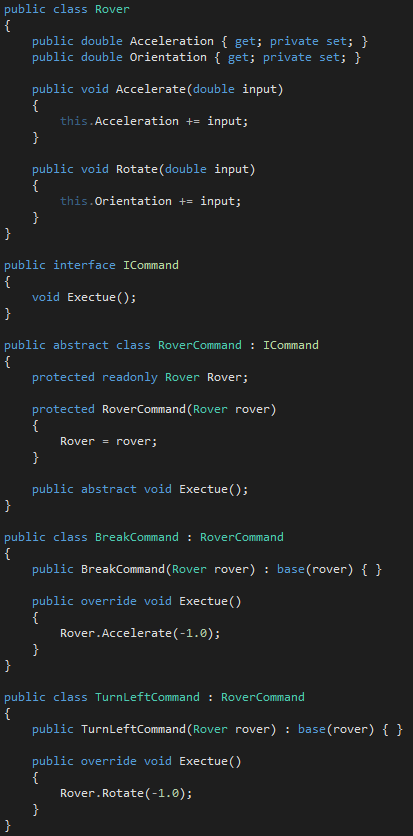 public class Rover
{
    public double Acceleration { get; private set; }
    public double Orientation { get; private set; }
    public void Accelerate(double input)
    {
        this.Acceleration += input;
    }
    public void Rotate(double input)
    {
        this.Orientation += input;
    }
}
public interface ICommand
{
    void Exectue();
}
public abstract class RoverCommand : ICommand
{
    protected readonly Rover Rover;
    protected RoverCommand(Rover rover)
    {
        Rover = rover;
    }
    public abstract void Exectue();
}
public class BreakCommand : RoverCommand
{
    public BreakCommand(Rover rover) : base(rover) { }
    public override void Exectue()
    {
        Rover.Accelerate(-1.0);
    }
}
public class TurnLeftCommand : RoverCommand
{
    public TurnLeftCommand(Rover rover) : base(rover) { }
    public override void Exectue()
    {
        Rover.Rotate(-1.0);
    }
}